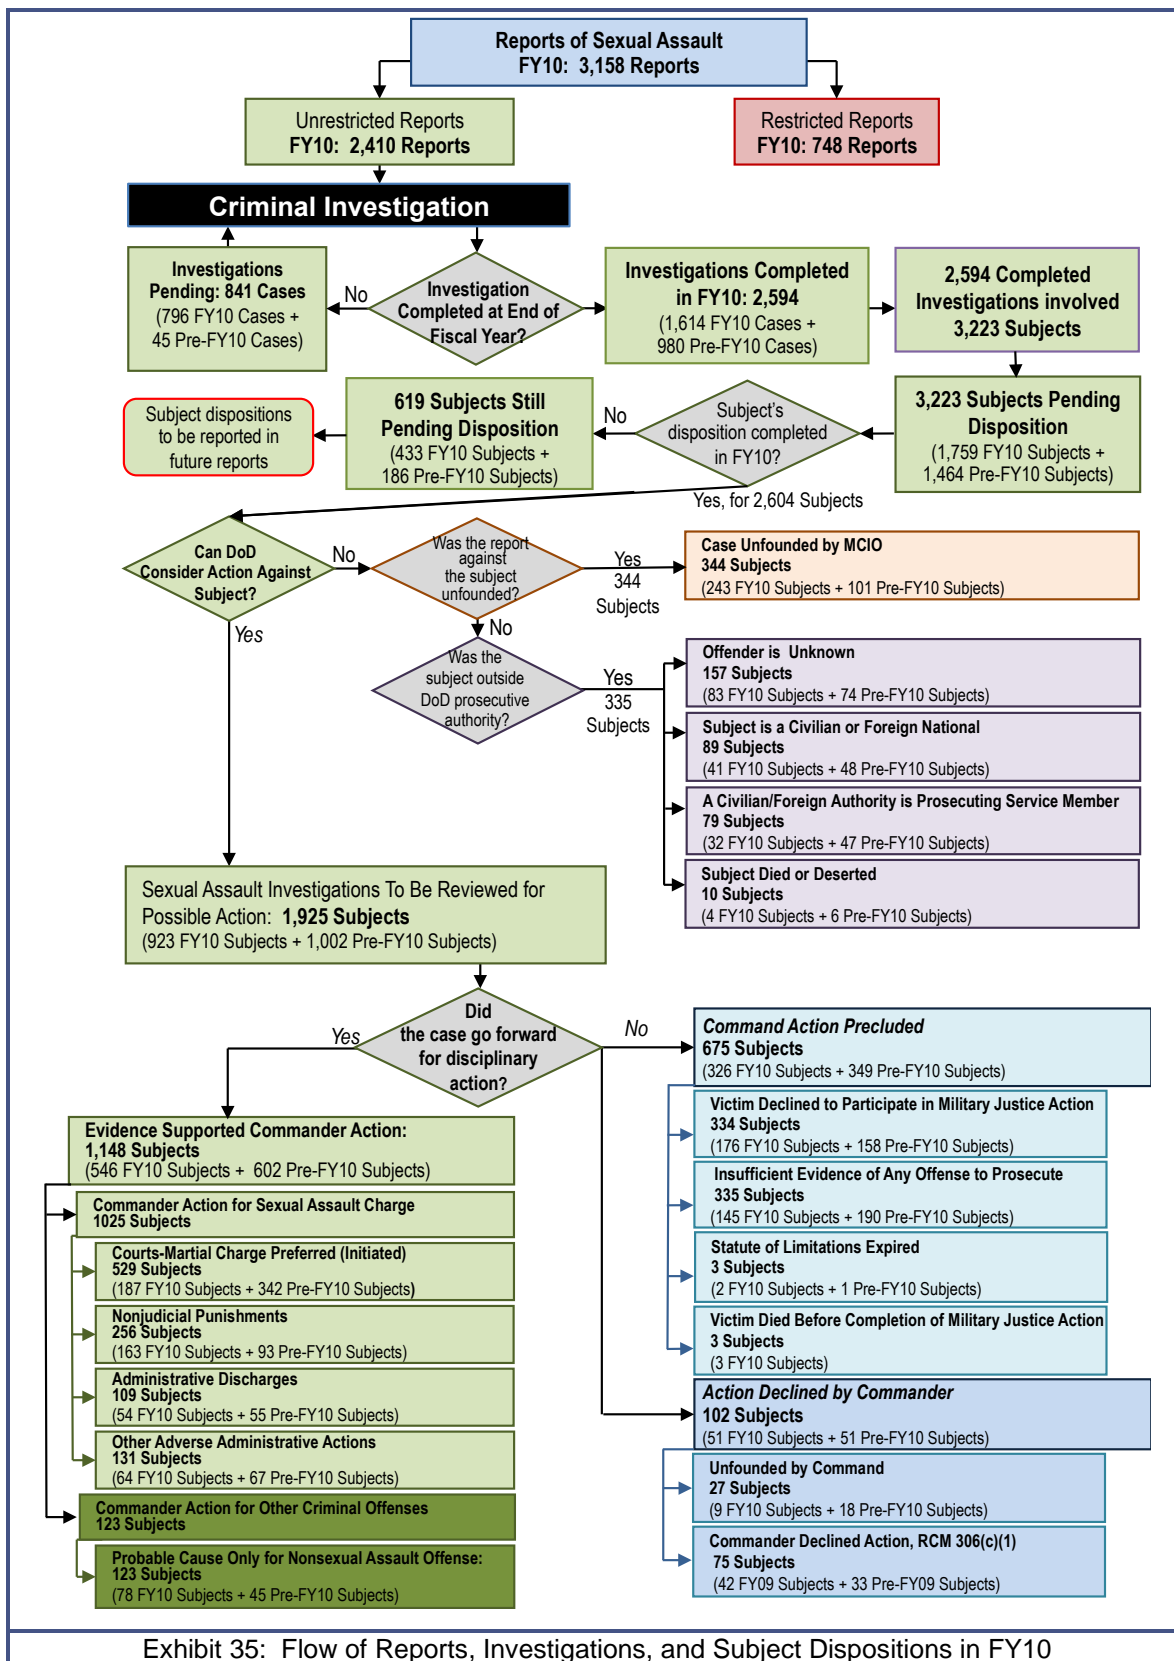 Reports of Sexual Assault
FY10: 3,158 Reports
Unrestricted Reports
FY10: 2,410 Reports
Restricted Reports
FY10: 748 Reports
Criminal Investigation
Investigations
Pending: 841 Cases
(796 FY10 Cases +
45 Pre-FY10 Cases)
No
Investigation
Completed at End of
Fiscal Year?
Investigations Completed
in FY10: 2,594
(1,614 FY10 Cases +
980 Pre-FY10 Cases)
2,594 Completed
Investigations involved
3,223 Subjects
Subject dispositions
to be reported in
future reports
619 Subjects Still
Pending Disposition
(433 FY10 Subjects +
186 Pre-FY10 Subjects)
No
Subject's
disposition completed
in FY10?
3,223 Subjects Pending
Disposition
(1,759 FY10 Subjects +
1,464 Pre-FY10 Subjects)
Yes, for 2,604 Subjects
Can DoD
Consider Action Against
Subject?
No
Was the report
against
the subject
unfounded?
Yes
344
Subjects
Case Unfounded by MCIO
344 Subjects
(243 FY10 Subjects + 101 Pre-FY10 Subjects)
Yes
No
Was the
subject outside
DoD prosecutive
authority?
Yes
335
Subjects
Offender is Unknown
157 Subjects
(83 FY10 Subjects + 74 Pre-FY10 Subjects)
Subject is a Civilian or Foreign National
89 Subjects
(41 FY10 Subjects + 48 Pre-FY10 Subjects)
A Civilian/Foreign Authority is Prosecuting Service Member
79 Subjects
(32 FY10 Subjects + 47 Pre-FY10 Subjects)
Subject Died or Deserted
10 Subjects
(4 FY10 Subjects + 6 Pre-FY10 Subjects)
Sexual Assault Investigations To Be Reviewed for
Possible Action: 1,925 Subjects
(923 FY10 Subjects + 1,002 Pre-FY10 Subjects)
Yes
Did
the case go forward
for disciplinary
action?
No
Command Action Precluded
675 Subjects
(326 FY10 Subjects + 349 Pre-FY10 Subjects)
Victim Declined to Participate in Military Justice Action
334 Subjects
(176 FY10 Subjects + 158 Pre-FY10 Subjects)
Insufficient Evidence of Any Offense to Prosecute
335 Subjects
(145 FY10 Subjects + 190 Pre-FY10 Subjects)
Statute of Limitations Expired
3 Subjects
(2 FY10 Subjects + 1 Pre-FY10 Subjects)
Victim Died Before Completion of Military Justice Action
3 Subjects
(3 FY10 Subjects)
Action Declined by Commander
102 Subjects
(51 FY10 Subjects + 51 Pre-FY10 Subjects)
Unfounded by Command
27 Subjects
(9 FY10 Subjects + 18 Pre-FY10 Subjects)
Commander Declined Action, RCM 306(c)(1)
75 Subjects
(42 FY09 Subjects + 33 Pre-FY09 Subjects)
Evidence Supported Commander Action:
1,148 Subjects
(546 FY10 Subjects + 602 Pre-FY10 Subjects)
Commander Action for Sexual Assault Charge
1025 Subjects
Courts-Martial Charge Preferred (Initiated)
529 Subjects
(187 FY10 Subjects + 342 Pre-FY10 Subjects)
Nonjudicial Punishments
256 Subjects
(163 FY10 Subjects + 93 Pre-FY10 Subjects)
Administrative Discharges
109 Subjects
(54 FY10 Subjects + 55 Pre-FY10 Subjects)
Other Adverse Administrative Actions
131 Subjects
(64 FY10 Subjects + 67 Pre-FY10 Subjects)
Commander Action for Other Criminal Offenses
123 Subjects
Probable Cause Only for Nonsexual Assault Offense:
123 Subjects
(78 FY10 Subjects + 45 Pre-FY10 Subjects)
Exhibit 35: Flow of Reports, Investigations, and Subject Dispositions in FY10